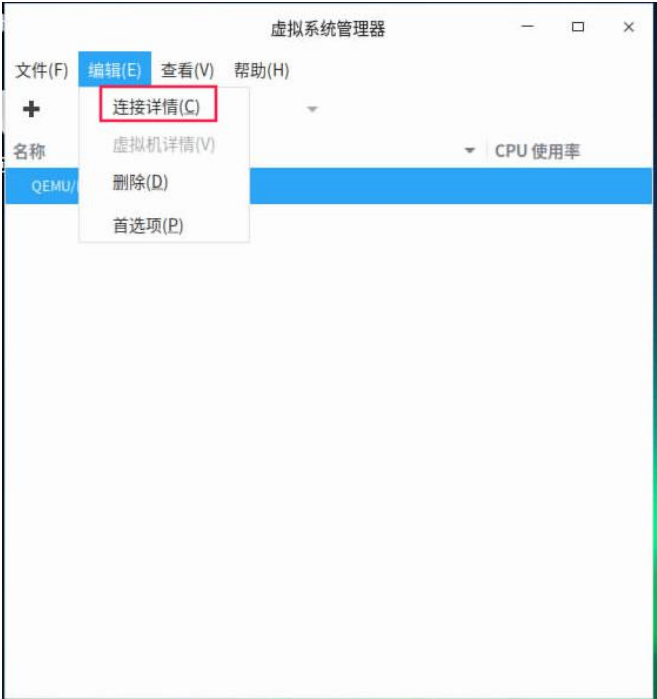 虚拟系统管理器
文件(F) 编辑(E) 查看(V) 帮助(H)
连接详情(C)
名称 虚拟机详情(V) CPU 使用率
删除(D)
QEMU/
首选项(P)